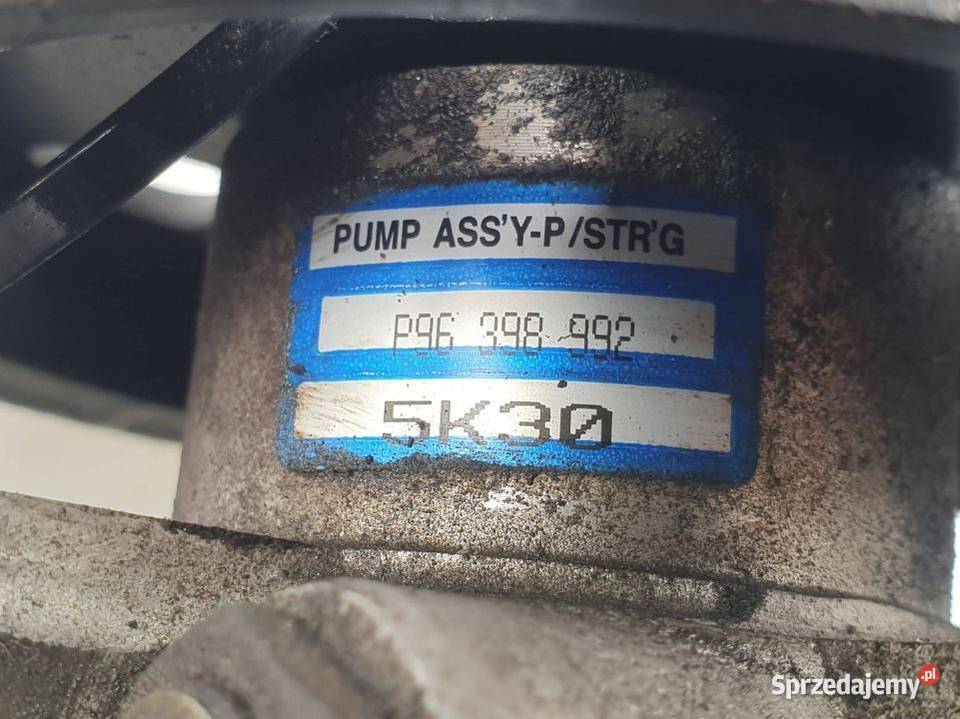 PUMP ASS'Y-P/STR'G
P96 398 992
5K30
Sprzedajemy.pl